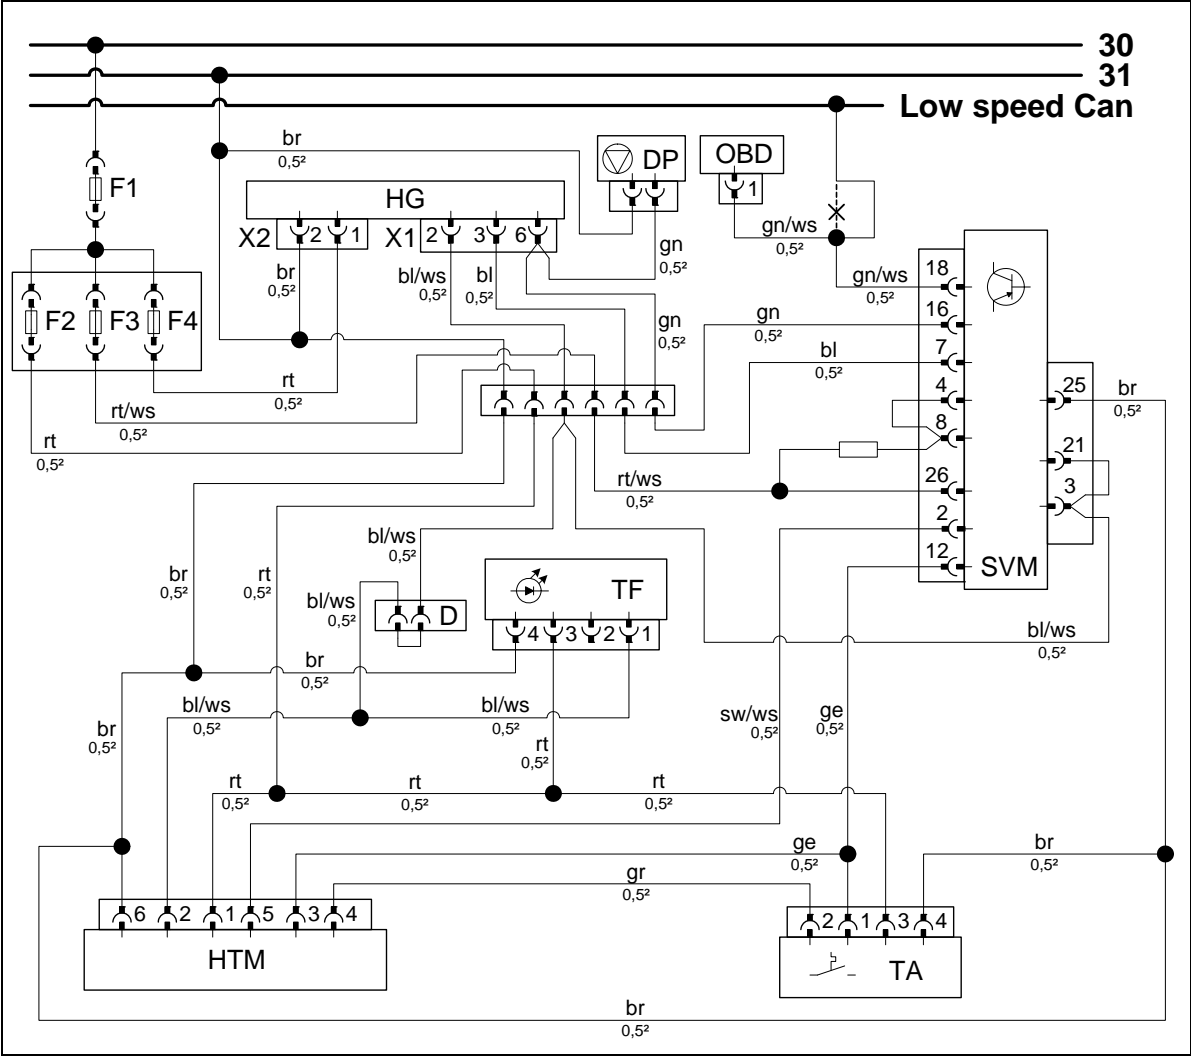 30
31
Low speed Can
br
0,5²
DP
OBD
1
F1
HG
X2
2
1
X1
2
3
6
gn/ws
0,5²
gn
0,5²
br
0,5²
bl/ws
0,5²
bl
0,5²
gn/ws
0,5²
18
16
7
4
8
26
2
12
SVM
25
21
3
F2
F3
F4
gn
0,5²
gn
0,5²
bl
0,5²
br
0,5²
rt
0,5²
rt/ws
0,5²
rt
0,5²
rt/ws
0,5²
bl/ws
0,5²
br
0,5²
rt
0,5²
bl/ws
0,5²
D
TF
4
3
2
1
bl/ws
0,5²
br
0,5²
bl/ws
0,5²
bl/ws
0,5²
sw/ws
0,5²
ge
0,5²
br
0,5²
rt
0,5²
rt
0,5²
rt
0,5²
rt
0,5²
ge
0,5²
br
0,5²
gr
0,5²
6
2
1
5
3
4
HTM
2
1
3
4
TA
br
0,5²